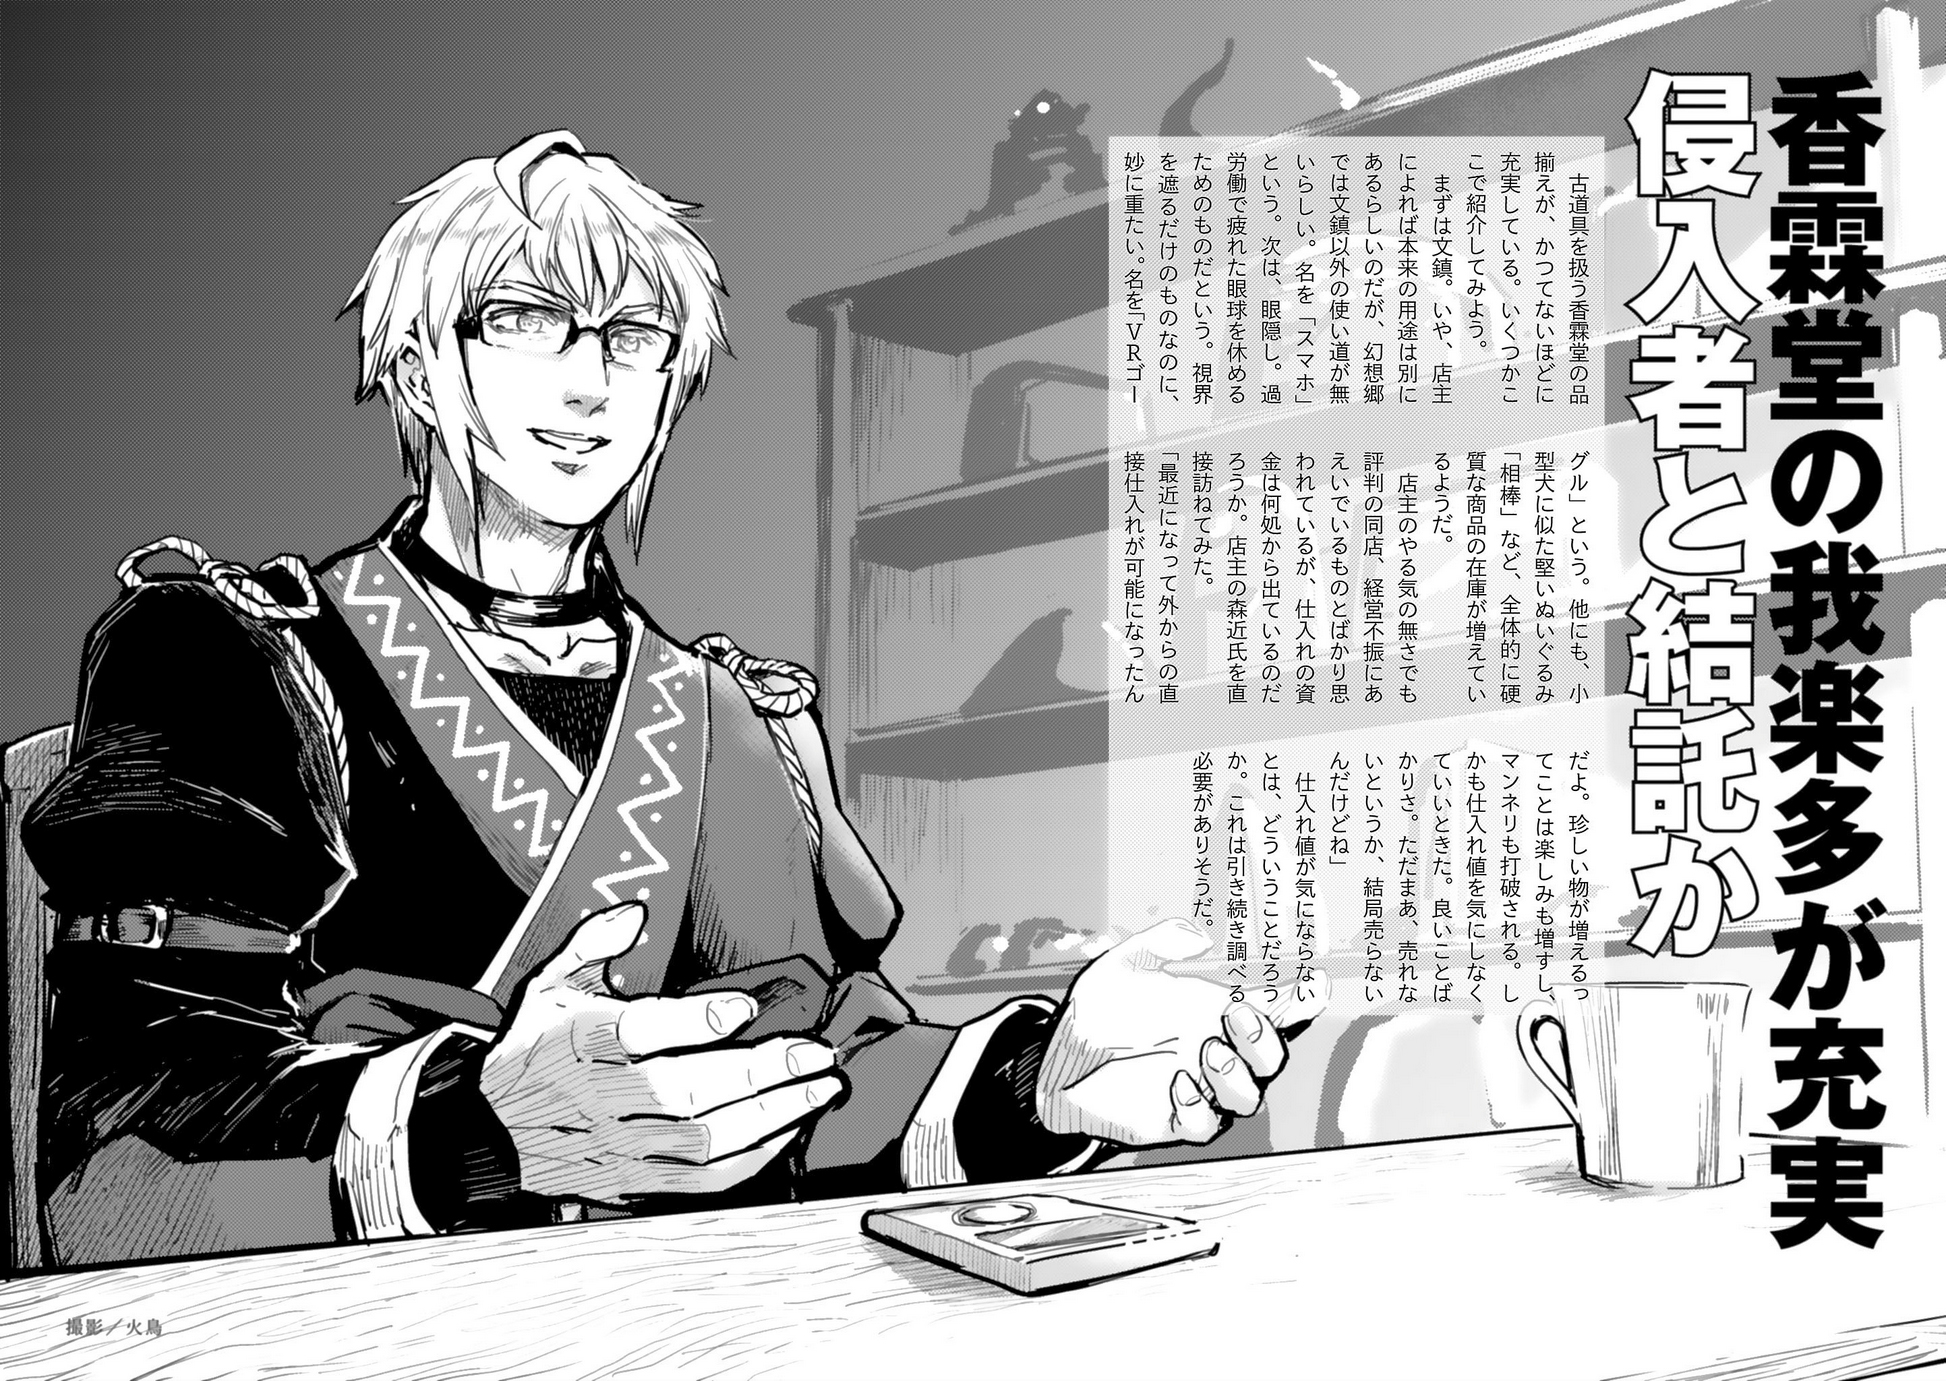 香霖堂の我楽多が充実
侵入者と結託か
古道具を扱う香霖堂の品
揃えが、かつてないほどに
充実している。いくつかこ
こで紹介してみよう。
まずは文鎮。いや、店主
によれば本来の用途は別に
あるらしいのだが、幻想郷
では文鎮以外の使い道が無
いらしい。名を「スマホ」
という。次は、眼隠し。過
労働で疲れた眼球を休める
ためのものだという。視界
を遮るだけのものなのに、
妙に重たい。名を「VRゴー
グル」という。他にも、小
型犬に似た堅いぬいぐるみ
「相棒」など、全体的に硬
質な商品の在庫が増えてい
るようだ。
店主のやる気の無さでも
評判の同店、経営不振にあ
えいでいるものとばかり思
われているが、仕入れの資
金は何処から出ているのだ
ろうか。店主の森近氏を直
接訪ねてみた。
「最近になって外からの直
接仕入れが可能になったん
だよ。珍しい物が増えるっ
てことは楽しみも増すし、
マンネリも打破される。し
かも仕入れ値を気にしなく
ていいときた。良いことば
かりさ。ただまあ、売れな
いというか、結局売らない
んだけどね」
仕入れ値が気にならない
とは、どういうことだろう
か。これは引き続き調べる
必要がありそうだ。
撮影／火鳥